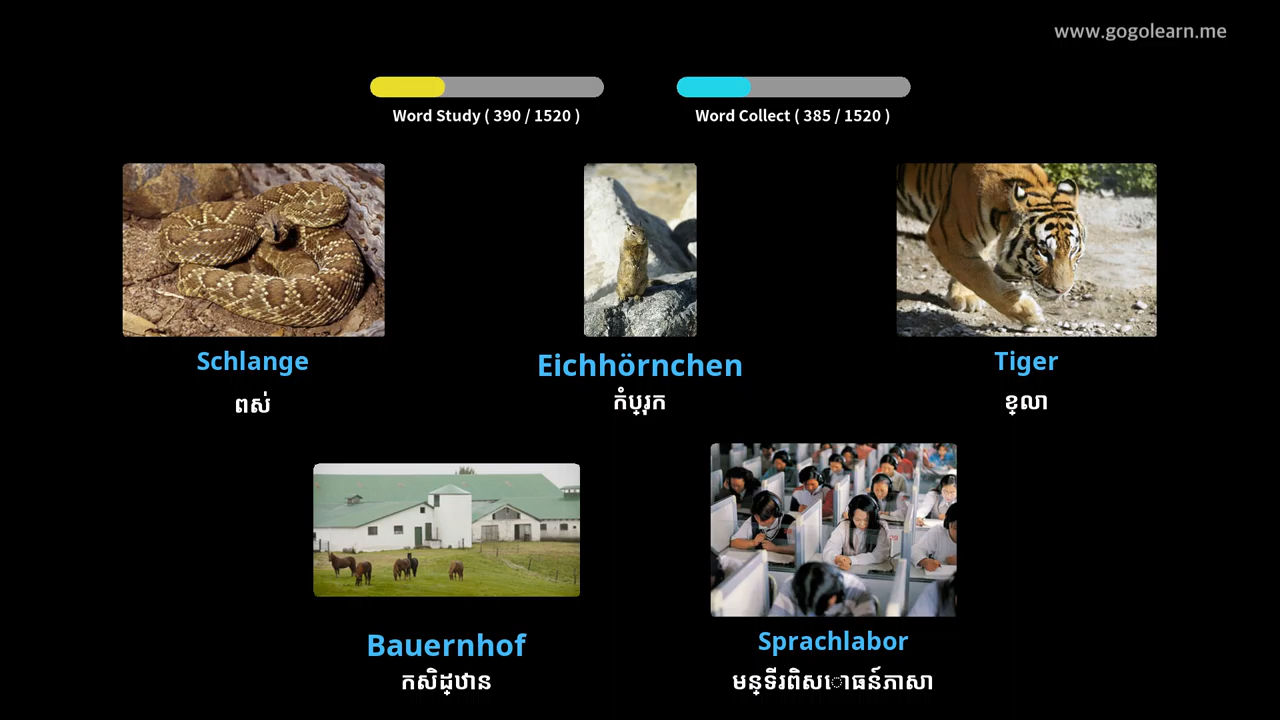 www.gogolearn.me
Word Study ( 390 / 1520 )
Word Collect ( 385 / 1520 )
Schlange
Eichhörnchen
Tiger
ពស់
កំប្រុក
ខ្លា
Bauernhof
Sprachlabor
កសិដ្ឋាន
មន្ទីរពិសោធន៍ភាសា